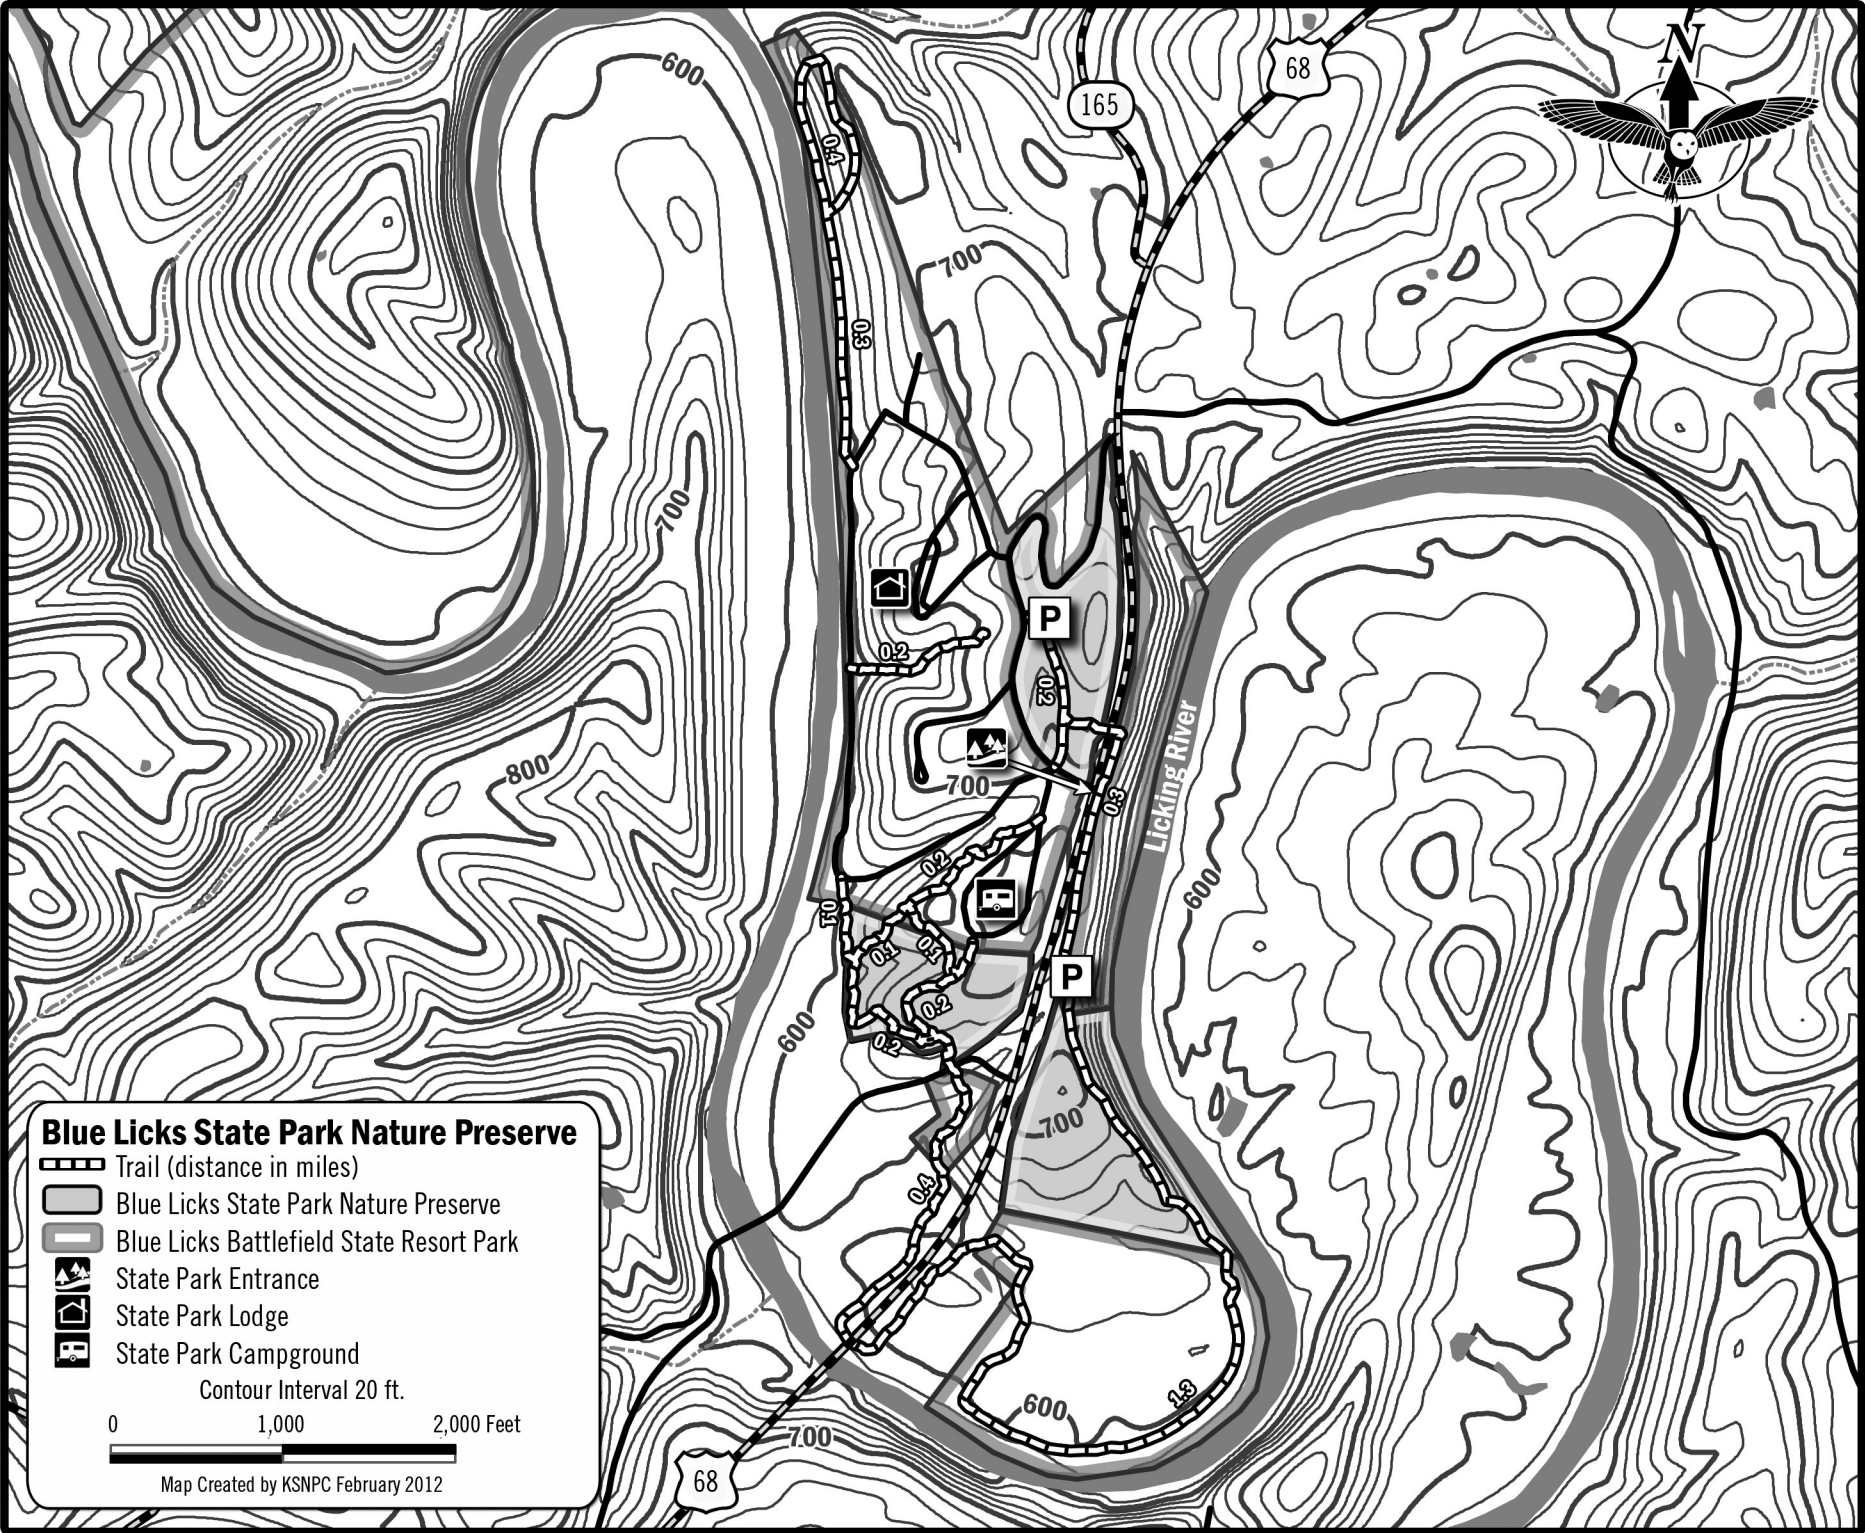 N
68
165
600
0.4
700
0.3
700
P
0.2
0.2
Licking River
800
700
0.3
0.2
600
0.1
0.1
0.1
P
0.2
600
0.2
700
0.4
600
1.3
700
68
Blue Licks State Park Nature Preserve
Trail (distance in miles)
Blue Licks State Park Nature Preserve
Blue Licks Battlefield State Resort Park
State Park Entrance
State Park Lodge
State Park Campground
Contour Interval 20 ft.
0 1,000 2,000 Feet
Map Created by KSNPC February 2012